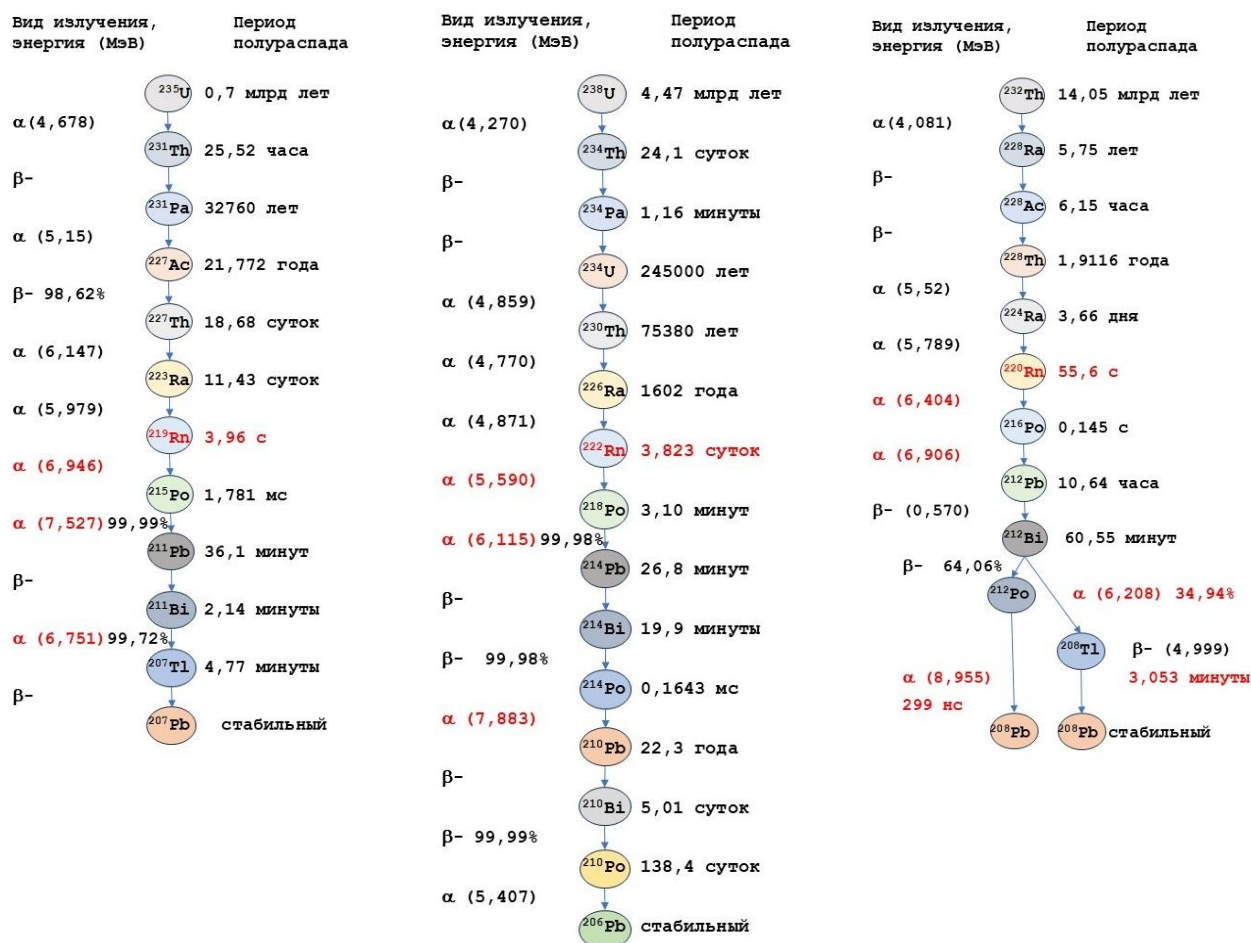 Вид излучения, Период
энергия (МэВ) полураспада
²³⁵U 0,7 млрд лет
α(4,678)
²³¹Th 25,52 часа
β-
²³¹Pa 32760 лет
α (5,15)
²²⁷Ac 21,772 года
β- 98,62%
²²⁷Th 18,68 суток
α (6,147)
²²³Ra 11,43 суток
α (5,979)
²¹⁹Rn 3,96 с
α (6,946)
²¹⁵Po 1,781 мс
α (7,527)99,99%
²¹¹Pb 36,1 минут
β-
²¹¹Bi 2,14 минуты
α (6,751)99,72%
²⁰⁷Tl 4,77 минуты
β-
²⁰⁷Pb стабильный
Вид излучения, Период
энергия (МэВ) полураспада
²³⁸U 4,47 млрд лет
α(4,270)
²³⁴Th 24,1 суток
β-
²³⁴Pa 1,16 минуты
β-
²³⁴U 245000 лет
α (4,859)
²³⁰Th 75380 лет
α (4,770)
²²⁶Ra 1602 года
α (4,871)
²²²Rn 3,823 суток
α (5,590)
²¹⁸Po 3,10 минут
α (6,115)99,98%
²¹⁴Pb 26,8 минут
β-
²¹⁴Bi 19,9 минуты
β- 99,98%
²¹⁴Po 0,1643 мс
α (7,883)
²¹⁰Pb 22,3 года
β-
²¹⁰Bi 5,01 суток
β- 99,99%
²¹⁰Po 138,4 суток
α (5,407)
²⁰⁶Pb стабильный
Вид излучения, Период
энергия (МэВ) полураспада
²³²Th 14,05 млрд лет
α(4,081)
²²⁸Ra 5,75 лет
β-
²²⁸Ac 6,15 часа
β-
²²⁸Th 1,9116 года
α (5,52)
²²⁴Ra 3,66 дня
α (5,789)
²²⁰Rn 55,6 с
α (6,404)
²¹⁶Po 0,145 с
α (6,906)
²¹²Pb 10,64 часа
β- (0,570)
²¹²Bi 60,55 минут
β- 64,06%
²¹²Po α (6,208) 34,94%
²⁰⁸Tl β- (4,999)
α (8,955) 3,053 минуты
299 нс
²⁰⁸Pb ²⁰⁸Pb стабильный